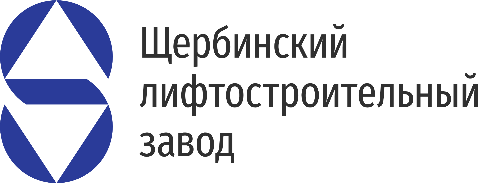 Щербинский
лифтостроительный
завод